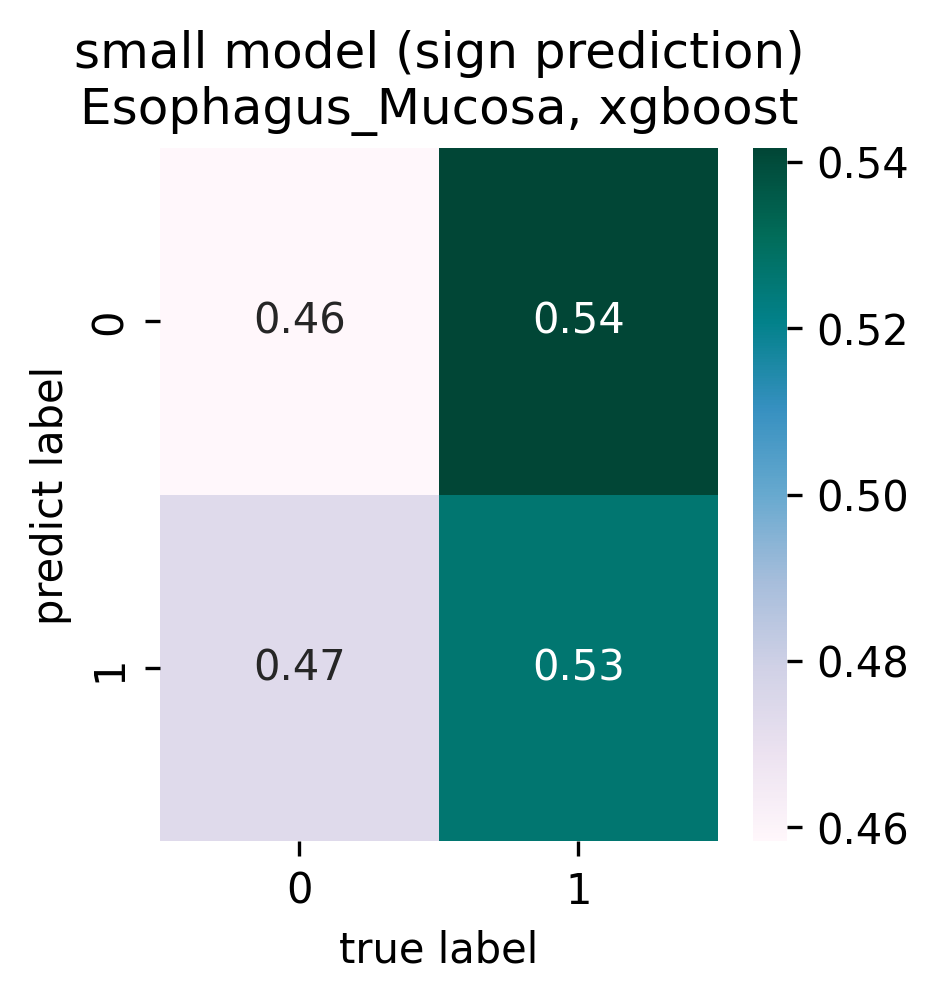 small model (sign prediction)
Esophagus_Mucosa, xgboost
0.54
0.46 0.54
0
0.52
predict label
0.50
0.48
0.47 0.53
1
0.46
0 1
true label